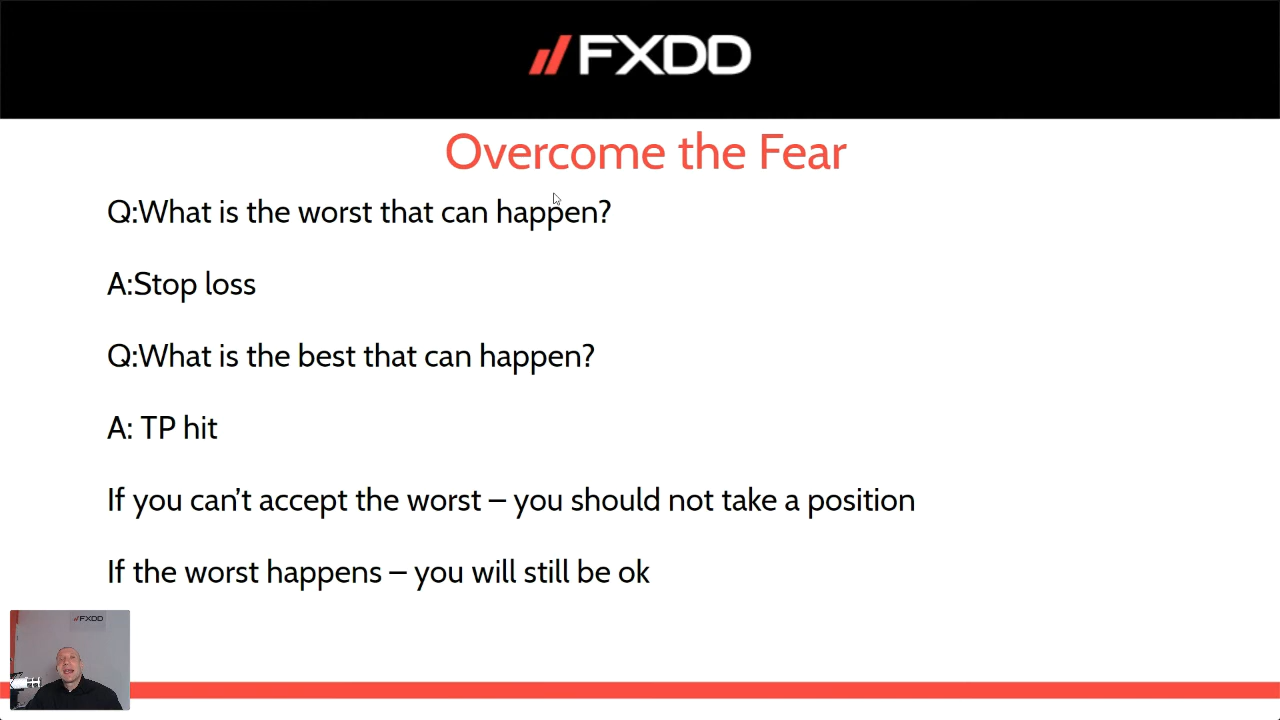 FXDD
Overcome the Fear
Q:What is the worst that can happen?
A:Stop loss
Q:What is the best that can happen?
A: TP hit
If you can’t accept the worst – you should not take a position
If the worst happens – you will still be ok
FXDD